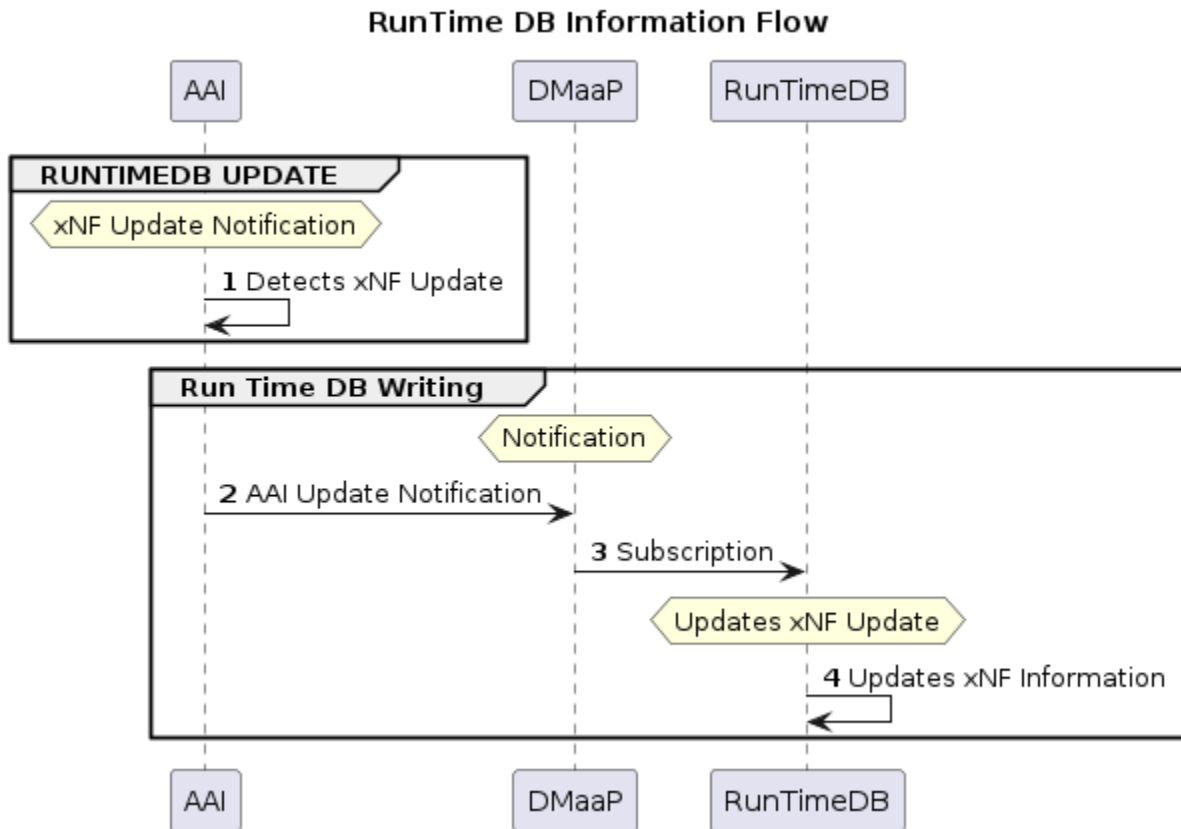 RunTime DB Information Flow
AAI DMaaP RunTimeDB
RUNTIMEDB UPDATE
xNF Update Notification
1 Detects xNF Update
Run Time DB Writing
Notification
2 AAI Update Notification
3 Subscription
Updates xNF Update
4 Updates xNF Information
AAI DMaaP RunTimeDB